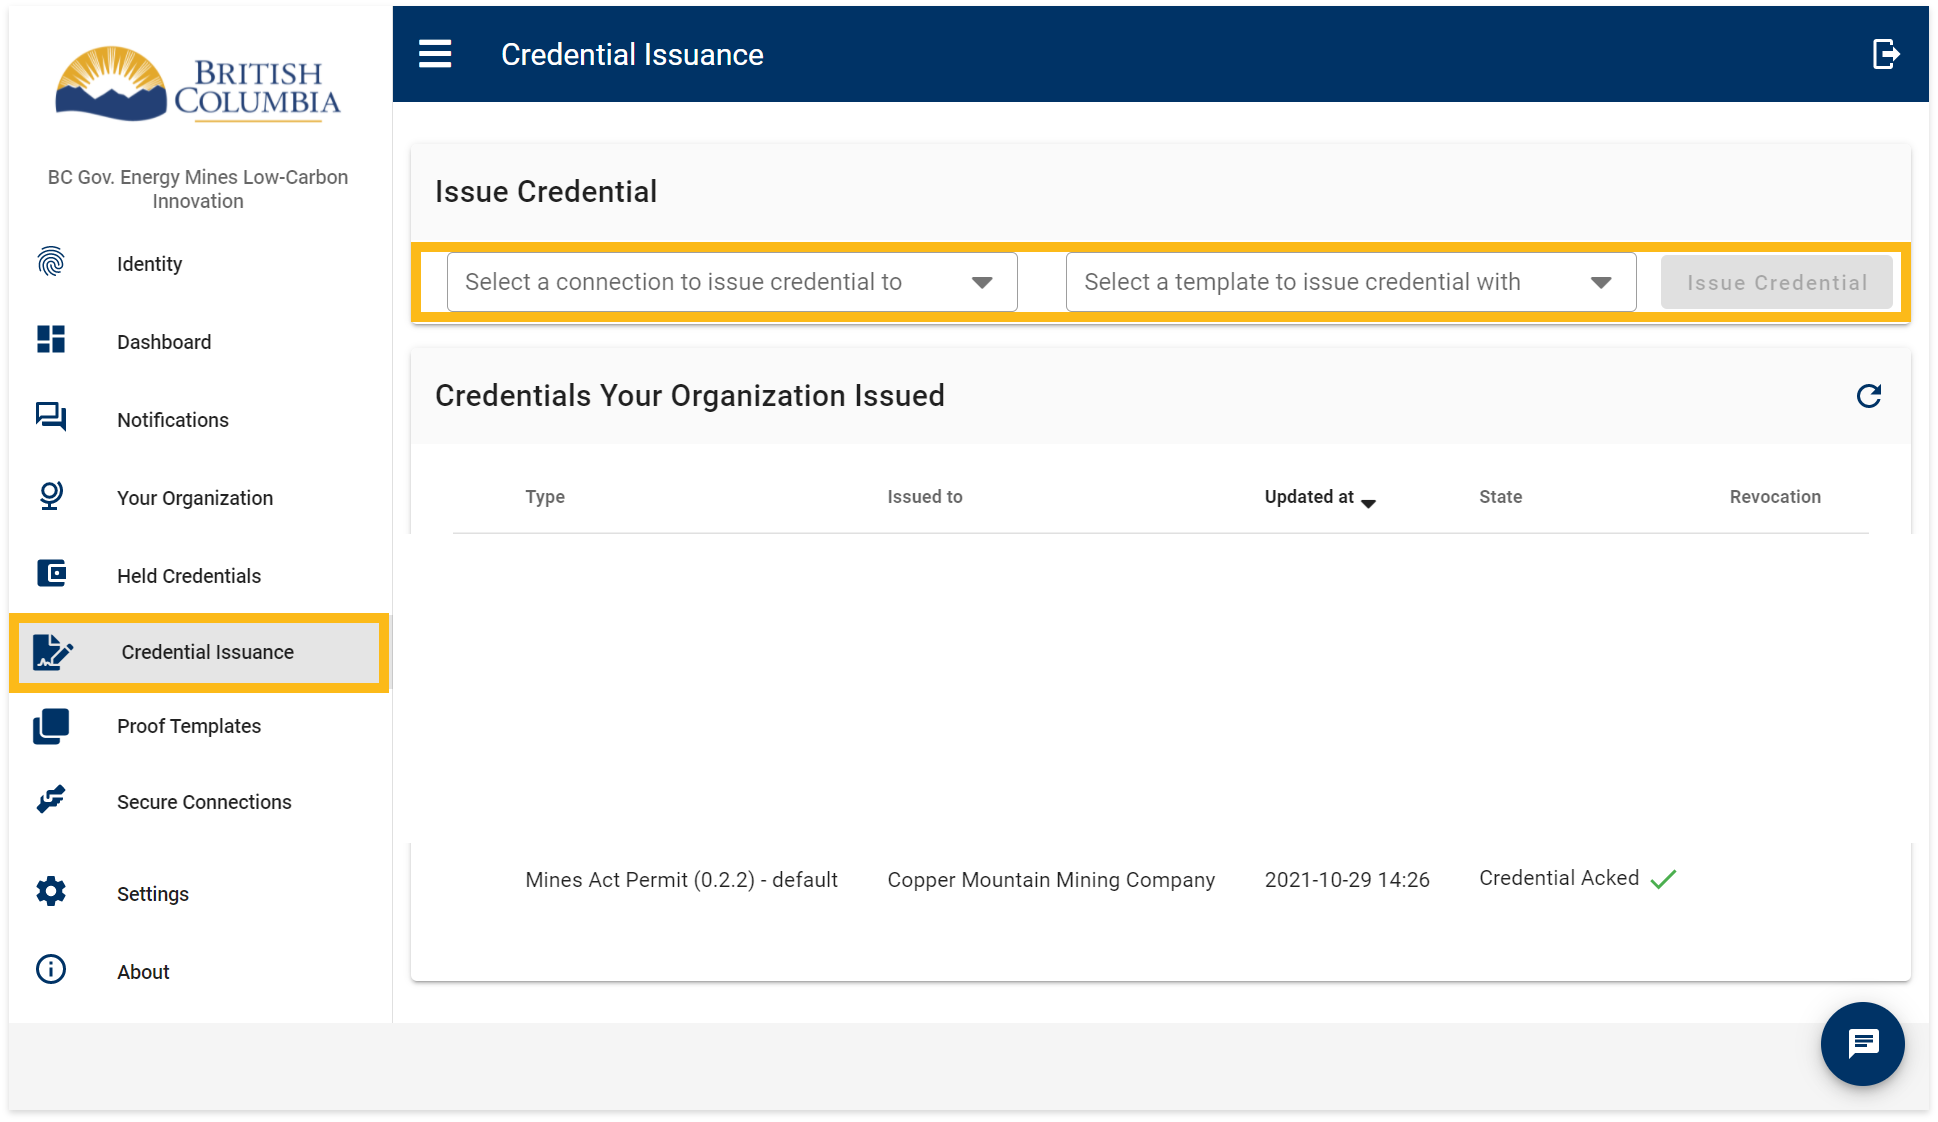 BRITISH
COLUMBIA
BC Gov. Energy Mines Low-Carbon
Innovation
Identity
Dashboard
Notifications
Your Organization
Held Credentials
Credential Issuance
Proof Templates
Secure Connections
Settings
About
Credential Issuance
Issue Credential
Select a connection to issue credential to
Select a template to issue credential with
Issue Credential
Credentials Your Organization Issued
Type Issued to Updated at State Revocation
Mines Act Permit (0.2.2) - default Copper Mountain Mining Company 2021-10-29 14:26 Credential Acked